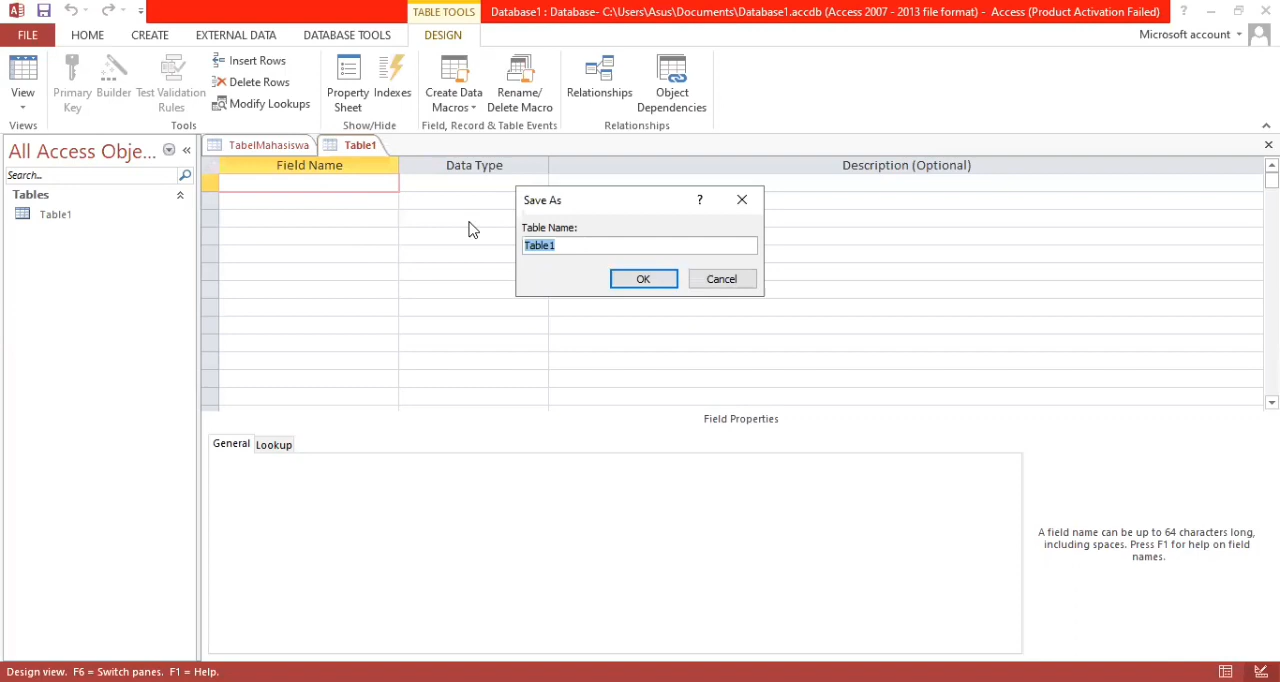 TABLE TOOLS
Database1 : Database- C:\Users\Asus\Documents\Database1.accdb (Access 2007 - 2013 file format) - Access (Product Activation Failed)
FILE HOME CREATE EXTERNAL DATA DATABASE TOOLS DESIGN Microsoft account
View
Views
Primary Key
Builder
Test Validation Rules
Insert Rows
Delete Rows
Modify Lookups
Tools
Property Sheet
Indexes
Show/Hide
Create Data Macros
Rename/ Delete Macro
Field, Record & Table Events
Relationships
Object Dependencies
Relationships
All Access Obje...
Search...
Tables
Table1
TabelMahasiswa
Table1
Field Name Data Type Description (Optional)
Save As
Table Name:
Table1
OK Cancel
Field Properties
General Lookup
A field name can be up to 64 characters long,
including spaces. Press F1 for help on field
names.
Design view. F6 = Switch panes. F1 = Help.